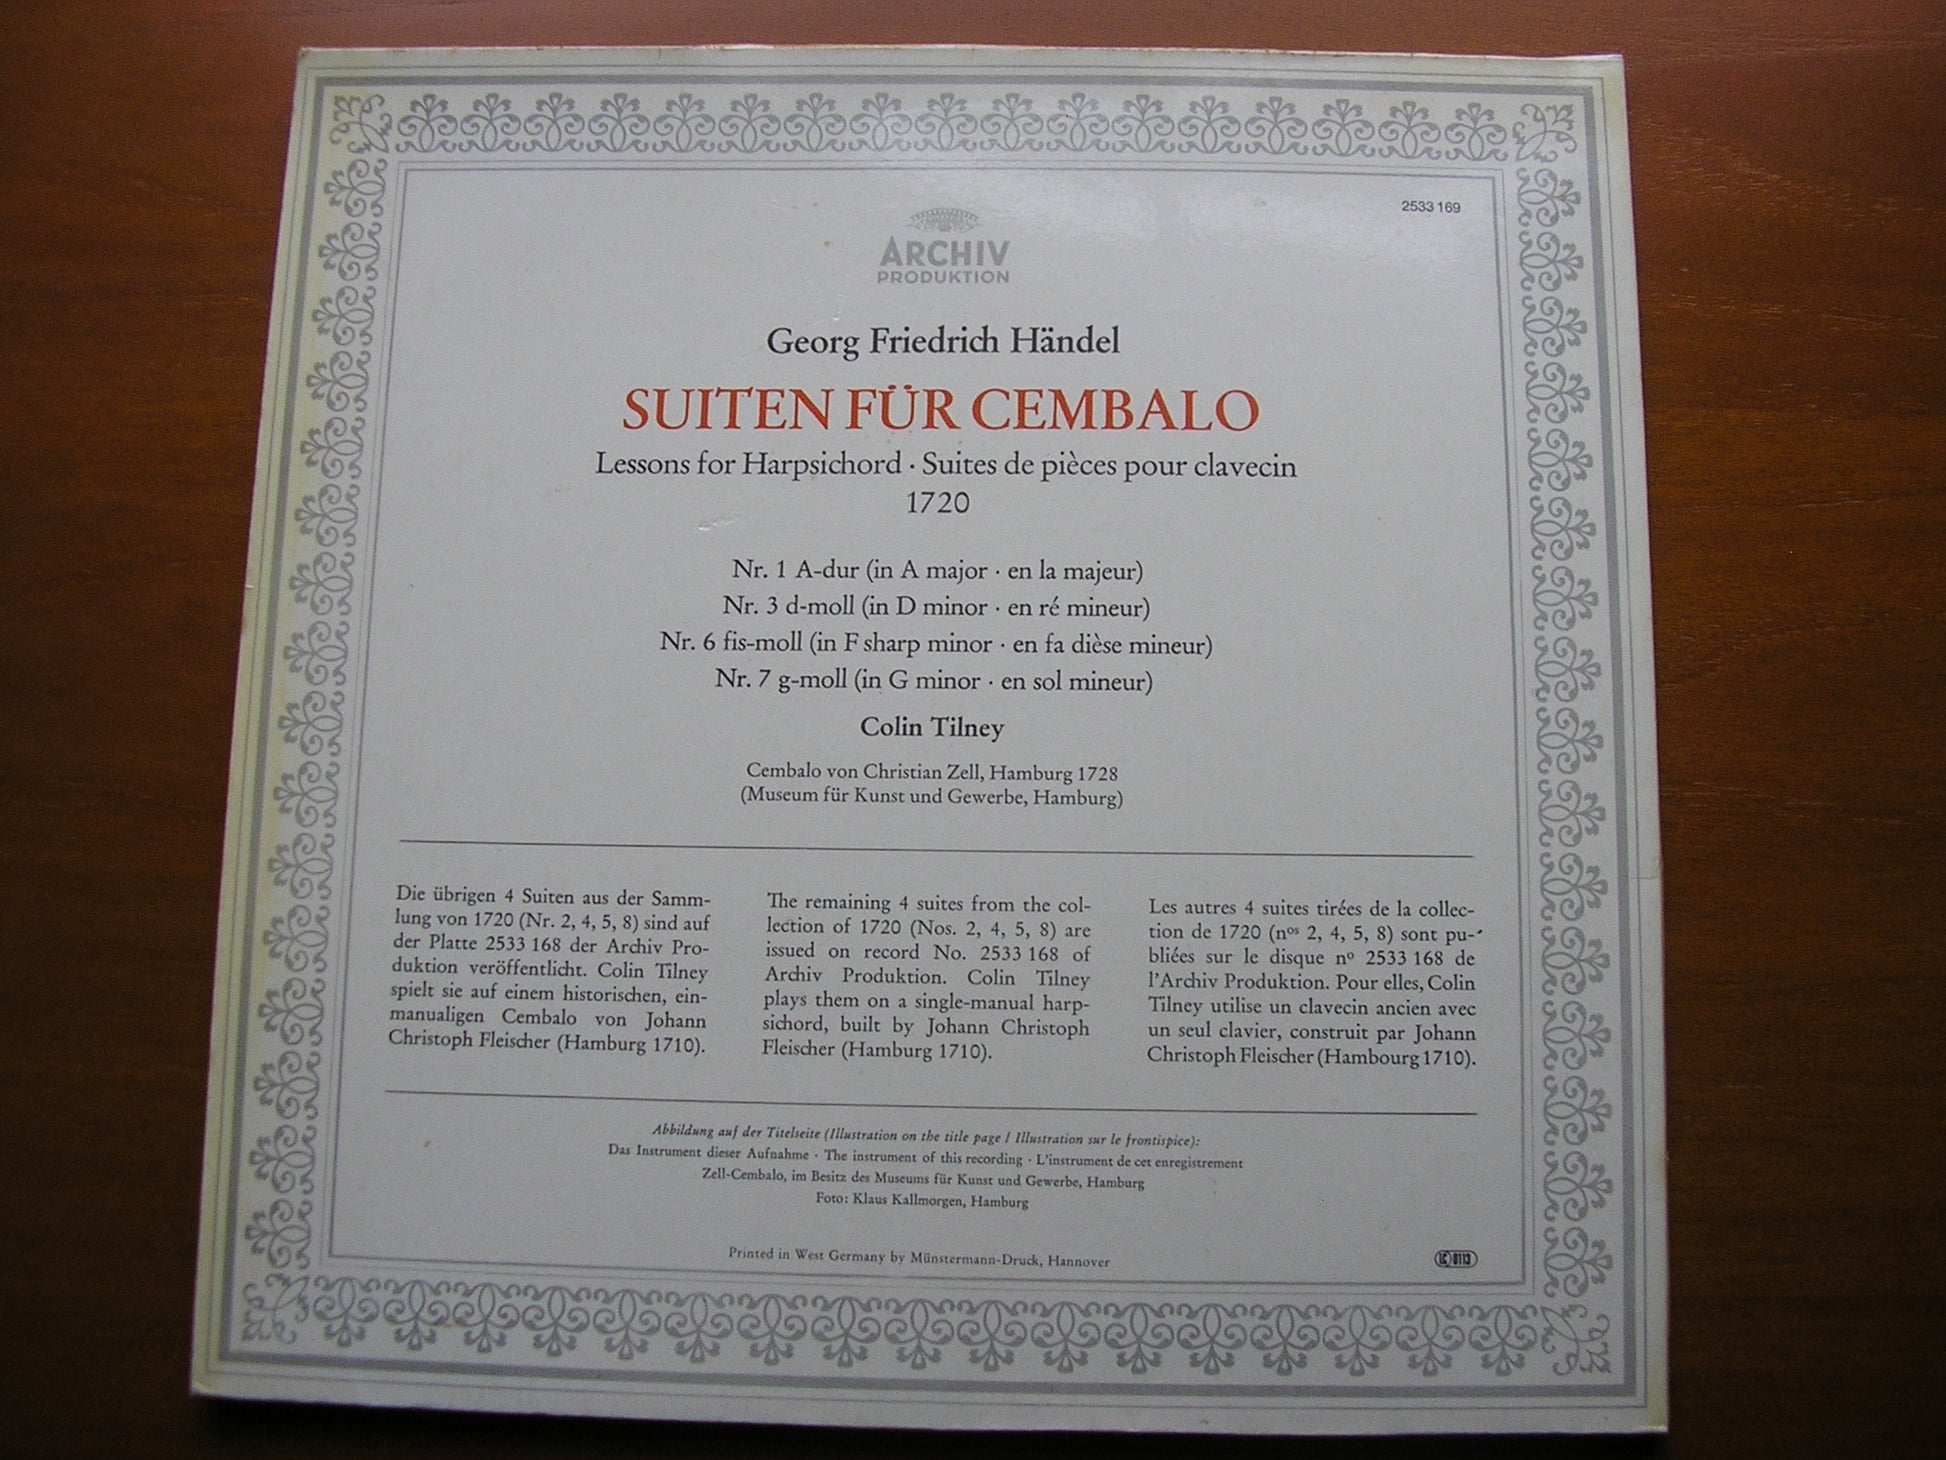 2533 169
ARCHIV
PRODUKTION
Georg Friedrich Händel
SUITEN FÜR CEMBALO
Lessons for Harpsichord · Suites de pièces pour clavecin
1720
Nr. 1 A-dur (in A major · en la majeur)
Nr. 3 d-moll (in D minor · en ré mineur)
Nr. 6 fis-moll (in F sharp minor · en fa dièse mineur)
Nr. 7 g-moll (in G minor · en sol mineur)
Colin Tilney
Cembalo von Christian Zell, Hamburg 1728
(Museum für Kunst und Gewerbe, Hamburg)
Die übrigen 4 Suiten aus der Samm-
lung von 1720 (Nr. 2, 4, 5, 8) sind auf
der Platte 2533 168 der Archiv Pro-
duktion veröffentlicht. Colin Tilney
spielt sie auf einem historischen, ein-
manualigen Cembalo von Johann
Christoph Fleischer (Hamburg 1710).
The remaining 4 suites from the col-
lection of 1720 (Nos. 2, 4, 5, 8) are
issued on record No. 2533 168 of
Archiv Produktion. Colin Tilney
plays them on a single-manual harp-
sichord, built by Johann Christoph
Fleischer (Hamburg 1710).
Les autres 4 suites tirées de la collec-
tion de 1720 (nos 2, 4, 5, 8) sont pu-
bliées sur le disque nº 2533 168 de
l'Archiv Produktion. Pour elles, Colin
Tilney utilise un clavecin ancien avec
un seul clavier, construit par Johann
Christoph Fleischer (Hambourg 1710).
Abbildung auf der Titelseite (Illustration on the title page / Illustration sur le frontispice):
Das Instrument dieser Aufnahme · The instrument of this recording · L'instrument de cet enregistrement
Zell-Cembalo, im Besitz des Museums für Kunst und Gewerbe, Hamburg
Foto: Klaus Kallmorgen, Hamburg
Printed in West Germany by Münstermann-Druck, Hannover
LC 0113